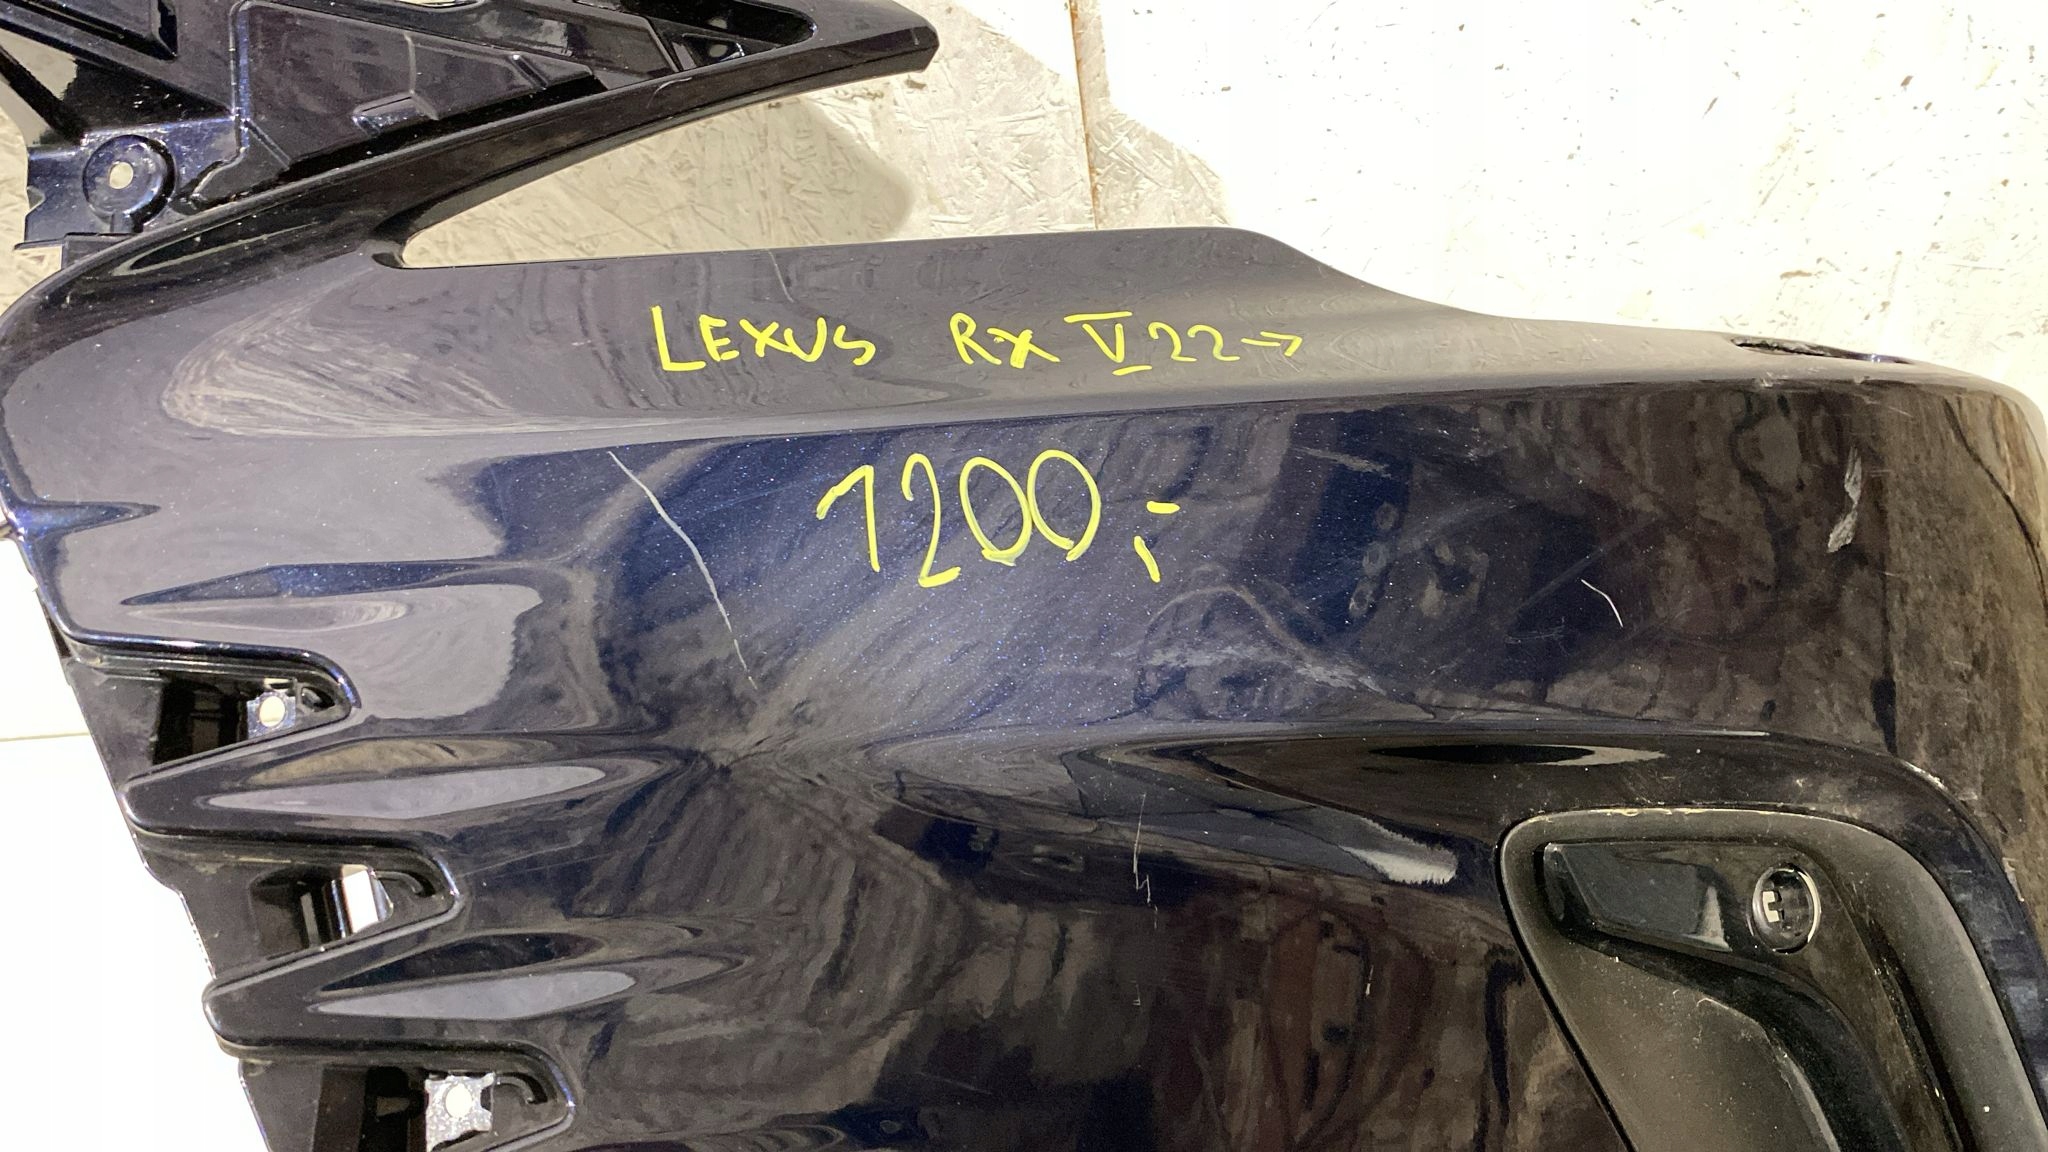 LEXUS RX V 22→
1200,-